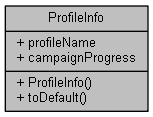 ProfileInfo
+ profileName
+ campaignProgress
+ ProfileInfo()
+ toDefault()